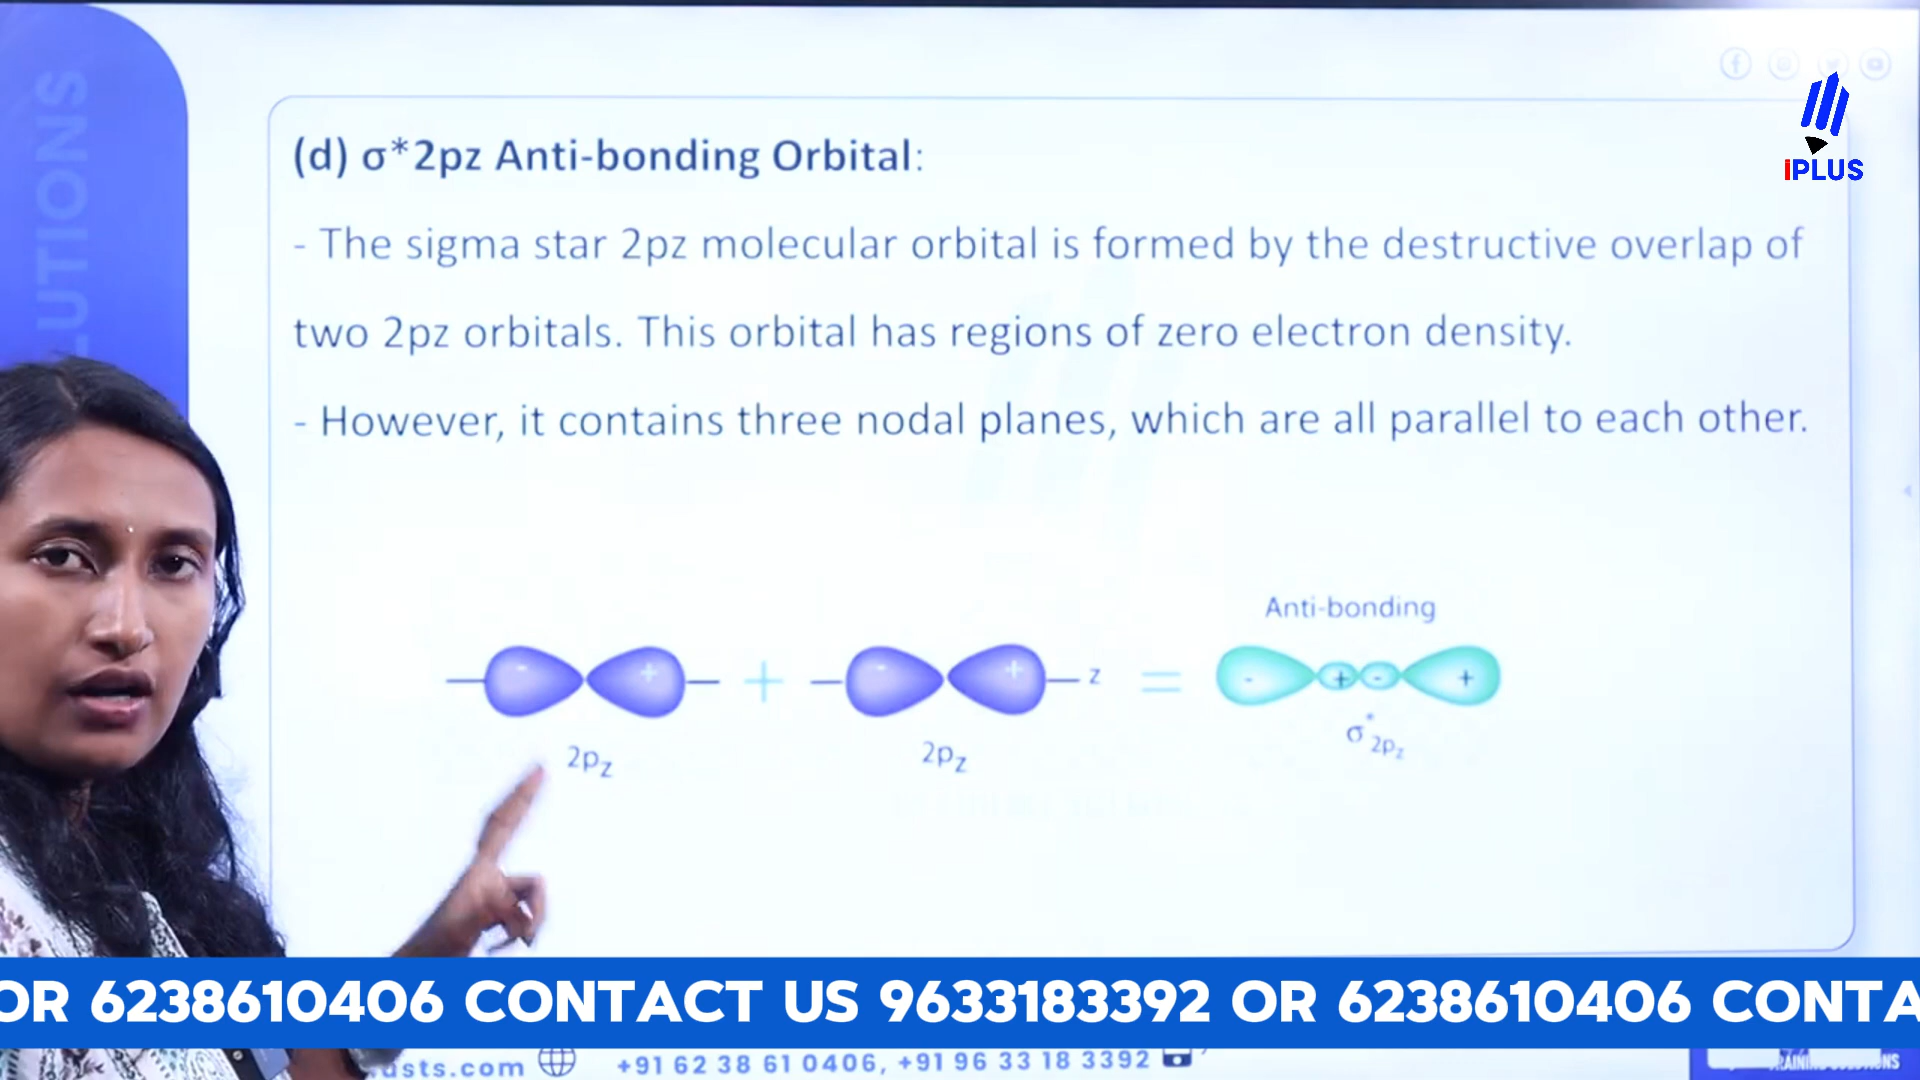 LUTIONS
iPLUS
(d) σ*2pz Anti-bonding Orbital:
- The sigma star 2pz molecular orbital is formed by the destructive overlap of
two 2pz orbitals. This orbital has regions of zero electron density.
- However, it contains three nodal planes, which are all parallel to each other.
Anti-bonding
- + + - + z = - + - +
2pz 2pz σ*2pz
OR 6238610406 CONTACT US 9633183392 OR 6238610406 CONTA
usts.com +91 62 38 61 0406, +91 96 33 18 3392